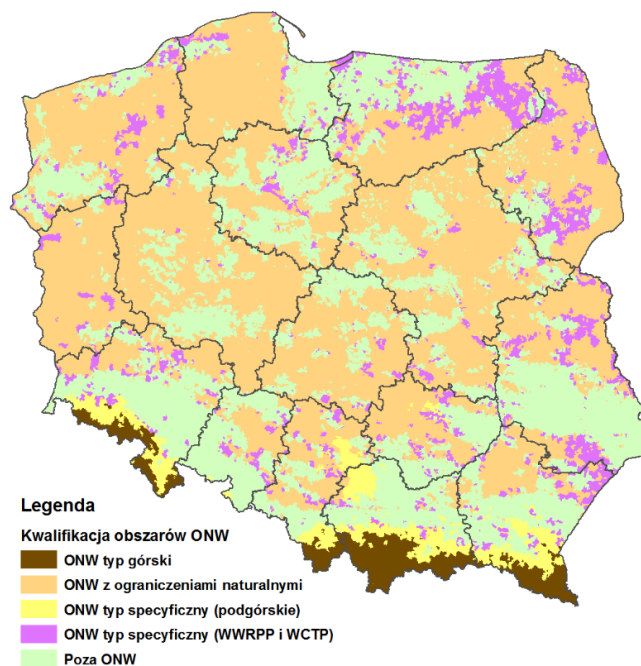 Legenda
Kwalifikacja obszarów ONW
ONW typ górski
ONW z ograniczeniami naturalnymi
ONW typ specyficzny (podgórskie)
ONW typ specyficzny (WWRPP i WCTP)
Poza ONW